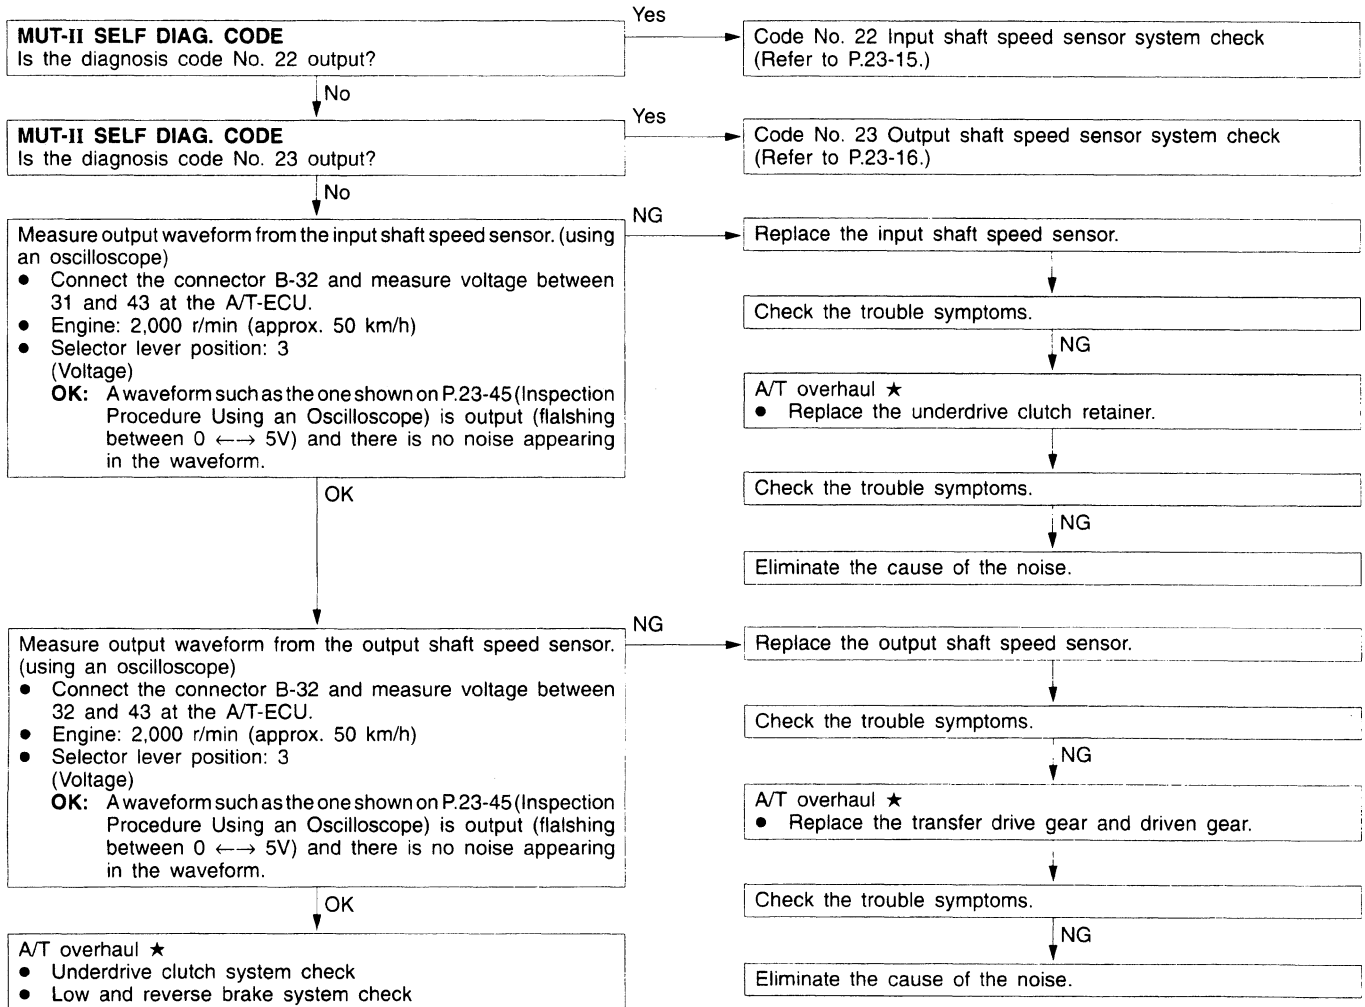 MUT-II SELF DIAG. CODE
Is the diagnosis code No. 22 output?
Yes
Code No. 22 Input shaft speed sensor system check
(Refer to P.23-15.)
No
MUT-II SELF DIAG. CODE
Is the diagnosis code No. 23 output?
Yes
Code No. 23 Output shaft speed sensor system check
(Refer to P.23-16.)
No
Measure output waveform from the input shaft speed sensor. (using
an oscilloscope)
● Connect the connector B-32 and measure voltage between
31 and 43 at the A/T-ECU.
● Engine: 2,000 r/min (approx. 50 km/h)
● Selector lever position: 3
(Voltage)
OK: A waveform such as the one shown on P.23-45 (Inspection
Procedure Using an Oscilloscope) is output (flalshing
between 0 ←→ 5V) and there is no noise appearing
in the waveform.
NG
Replace the input shaft speed sensor.
Check the trouble symptoms.
NG
A/T overhaul ★
● Replace the underdrive clutch retainer.
Check the trouble symptoms.
NG
Eliminate the cause of the noise.
OK
Measure output waveform from the output shaft speed sensor.
(using an oscilloscope)
● Connect the connector B-32 and measure voltage between
32 and 43 at the A/T-ECU.
● Engine: 2,000 r/min (approx. 50 km/h)
● Selector lever position: 3
(Voltage)
OK: A waveform such as the one shown on P.23-45 (Inspection
Procedure Using an Oscilloscope) is output (flalshing
between 0 ←→ 5V) and there is no noise appearing
in the waveform.
NG
Replace the output shaft speed sensor.
Check the trouble symptoms.
NG
A/T overhaul ★
● Replace the transfer drive gear and driven gear.
Check the trouble symptoms.
NG
Eliminate the cause of the noise.
OK
A/T overhaul ★
● Underdrive clutch system check
● Low and reverse brake system check